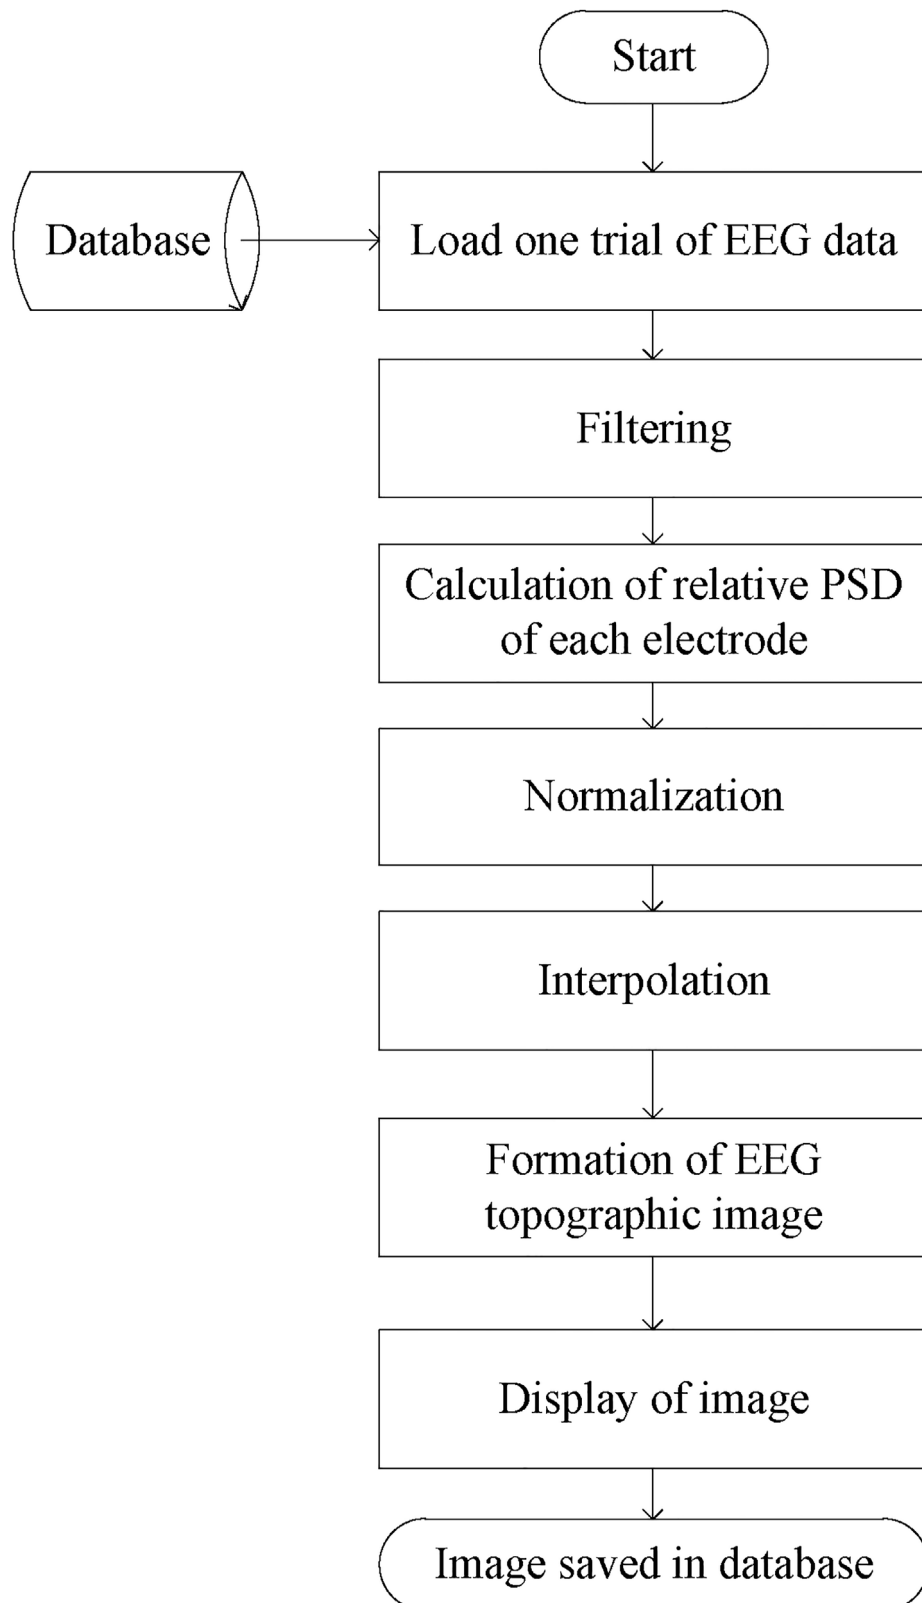 Start
Database
Load one trial of EEG data
Filtering
Calculation of relative PSD
of each electrode
Normalization
Interpolation
Formation of EEG
topographic image
Display of image
Image saved in database